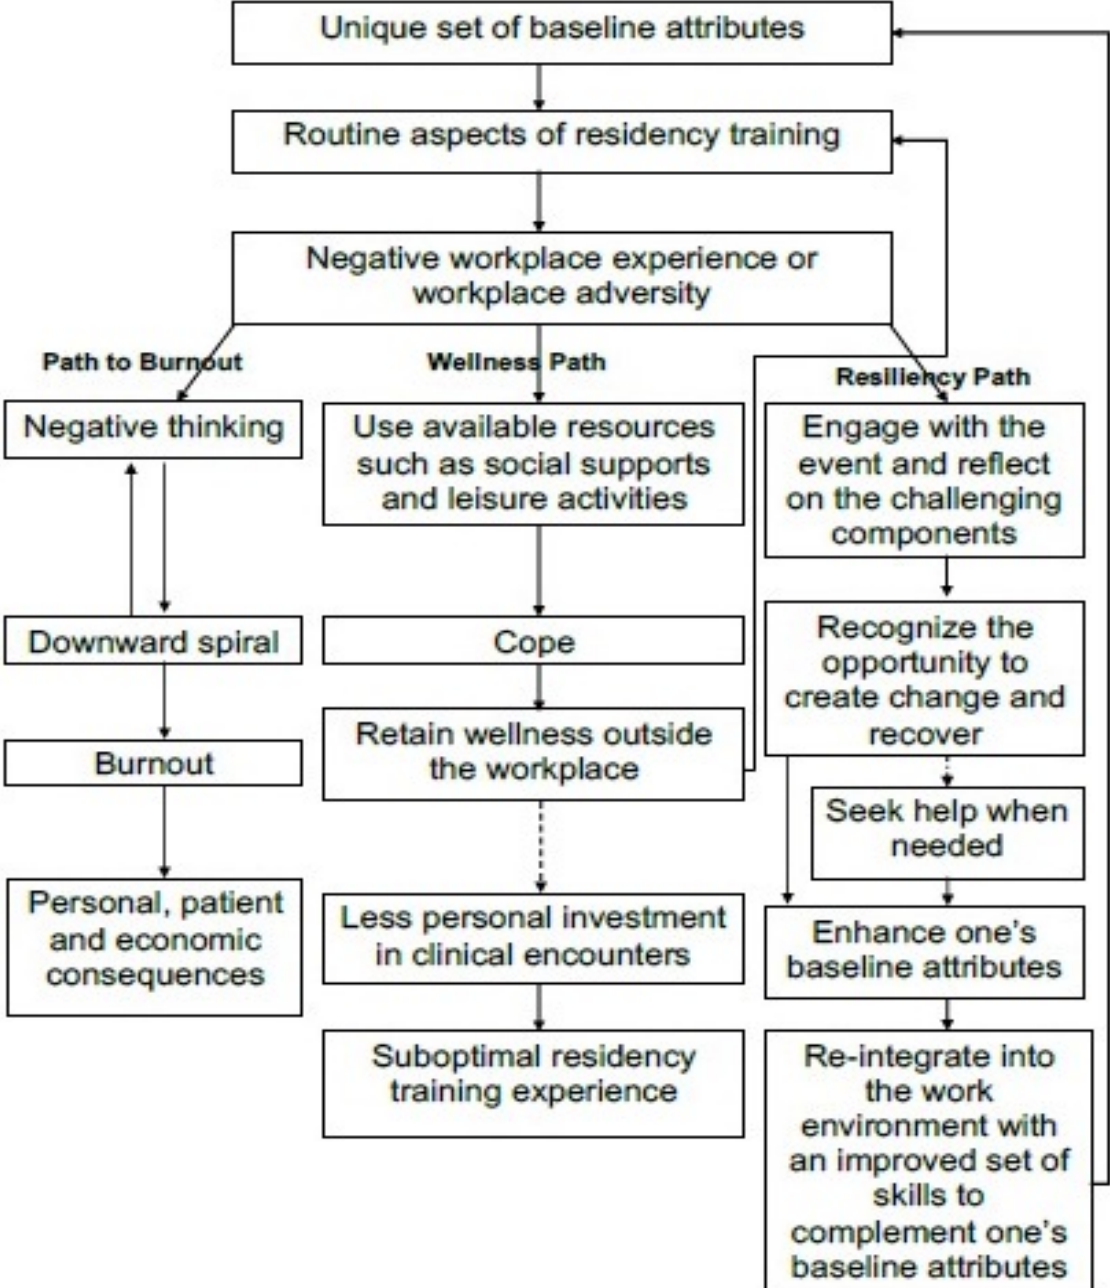 Unique set of baseline attributes
Routine aspects of residency training
Negative workplace experience or
workplace adversity
Path to Burnout
Negative thinking
Downward spiral
Burnout
Personal, patient
and economic
consequences
Wellness Path
Use available resources
such as social supports
and leisure activities
Cope
Retain wellness outside
the workplace
Less personal investment
in clinical encounters
Suboptimal residency
training experience
Resiliency Path
Engage with the
event and reflect
on the challenging
components
Recognize the
opportunity to
create change and
recover
Seek help when
needed
Enhance one's
baseline attributes
Re-integrate into
the work
environment with
an improved set of
skills to
complement one's
baseline attributes